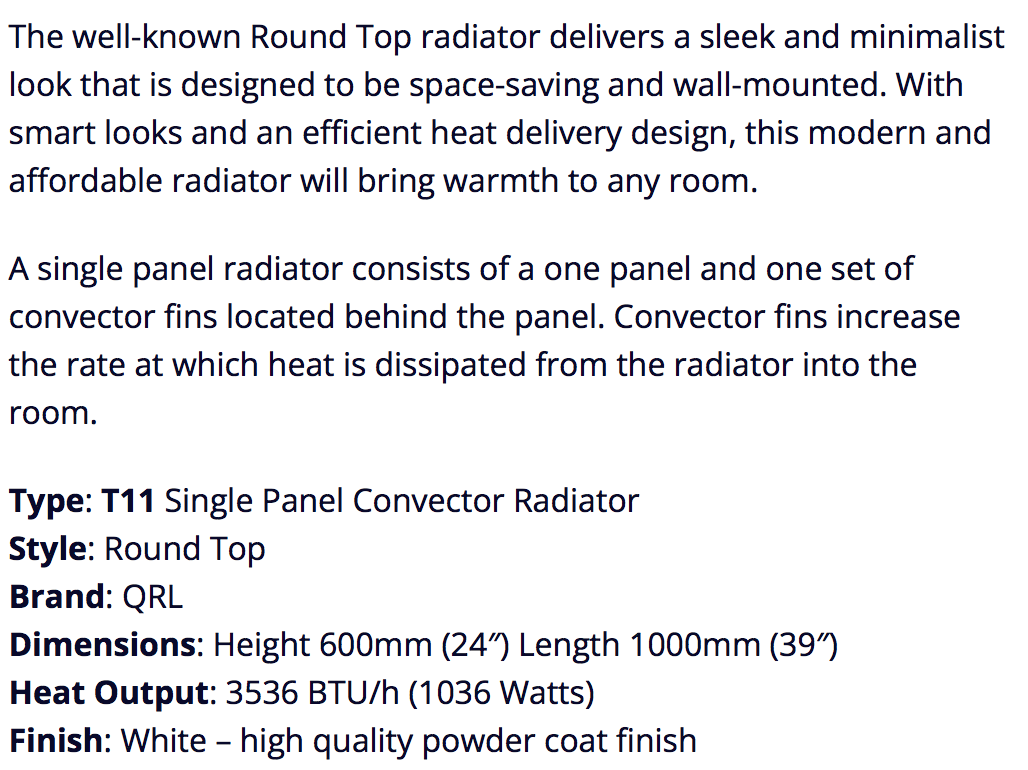 The well-known Round Top radiator delivers a sleek and minimalist
look that is designed to be space-saving and wall-mounted. With
smart looks and an efficient heat delivery design, this modern and
affordable radiator will bring warmth to any room.
A single panel radiator consists of a one panel and one set of
convector fins located behind the panel. Convector fins increase
the rate at which heat is dissipated from the radiator into the
room.
Type: T11 Single Panel Convector Radiator
Style: Round Top
Brand: QRL
Dimensions: Height 600mm (24″) Length 1000mm (39″)
Heat Output: 3536 BTU/h (1036 Watts)
Finish: White – high quality powder coat finish